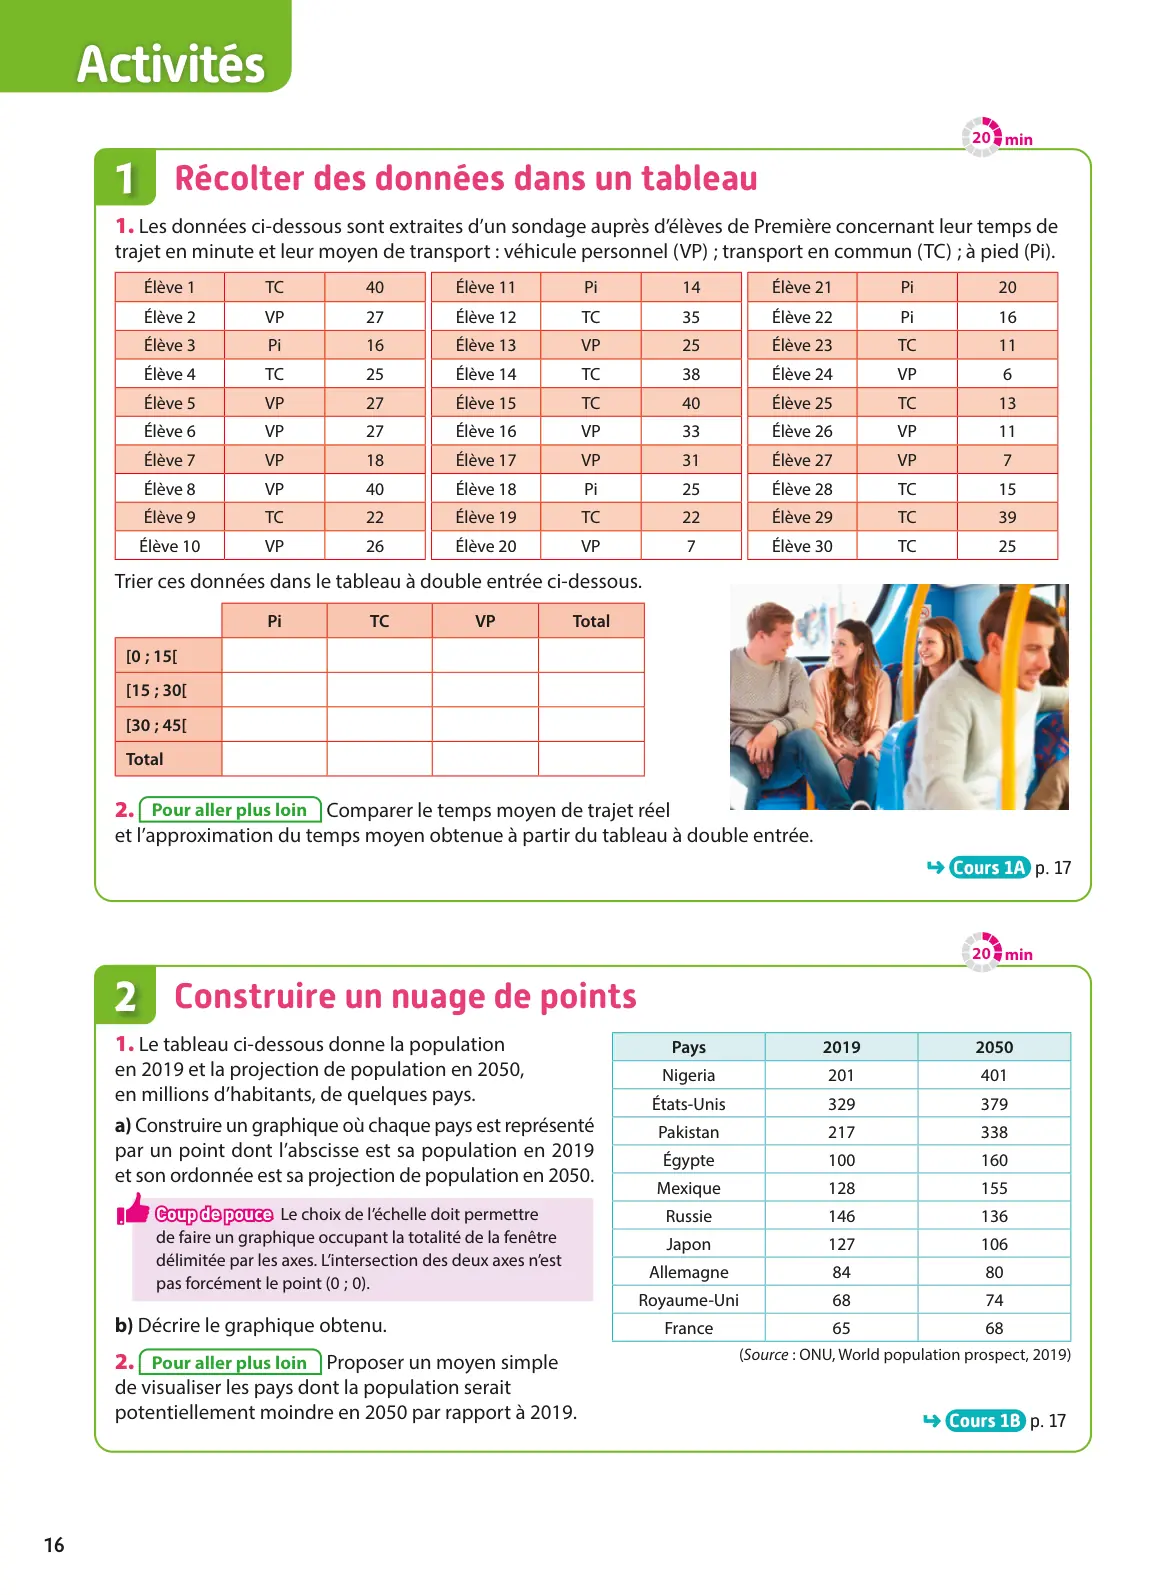 Activités
20 min
1 Récolter des données dans un tableau
1. Les données ci-dessous sont extraites d’un sondage auprès d’élèves de Première concernant leur temps de
trajet en minute et leur moyen de transport : véhicule personnel (VP) ; transport en commun (TC) ; à pied (Pi).
Élève 1 TC 40 Élève 11 Pi 14 Élève 21 Pi 20
Élève 2 VP 27 Élève 12 TC 35 Élève 22 Pi 16
Élève 3 Pi 16 Élève 13 VP 25 Élève 23 TC 11
Élève 4 TC 25 Élève 14 TC 38 Élève 24 VP 6
Élève 5 VP 27 Élève 15 TC 40 Élève 25 TC 13
Élève 6 VP 27 Élève 16 VP 33 Élève 26 VP 11
Élève 7 VP 18 Élève 17 VP 31 Élève 27 VP 7
Élève 8 VP 40 Élève 18 Pi 25 Élève 28 TC 15
Élève 9 TC 22 Élève 19 TC 22 Élève 29 TC 39
Élève 10 VP 26 Élève 20 VP 7 Élève 30 TC 25
Trier ces données dans le tableau à double entrée ci-dessous.
Pi TC VP Total
[0 ; 15[
[15 ; 30[
[30 ; 45[
Total
2. Pour aller plus loin Comparer le temps moyen de trajet réel
et l’approximation du temps moyen obtenue à partir du tableau à double entrée.
↪ Cours 1A p. 17
20 min
2 Construire un nuage de points
1. Le tableau ci-dessous donne la population
en 2019 et la projection de population en 2050,
en millions d’habitants, de quelques pays.
a) Construire un graphique où chaque pays est représenté
par un point dont l’abscisse est sa population en 2019
et son ordonnée est sa projection de population en 2050.
Coup de pouce Le choix de l’échelle doit permettre
de faire un graphique occupant la totalité de la fenêtre
délimitée par les axes. L’intersection des deux axes n’est
pas forcément le point (0 ; 0).
b) Décrire le graphique obtenu.
2. Pour aller plus loin Proposer un moyen simple
de visualiser les pays dont la population serait
potentiellement moindre en 2050 par rapport à 2019.
Pays 2019 2050
Nigeria 201 401
États-Unis 329 379
Pakistan 217 338
Égypte 100 160
Mexique 128 155
Russie 146 136
Japon 127 106
Allemagne 84 80
Royaume-Uni 68 74
France 65 68
(Source : ONU, World population prospect, 2019)
↪ Cours 1B p. 17
16